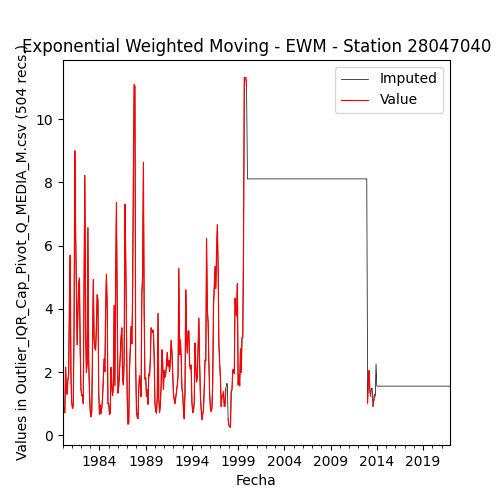 Exponential Weighted Moving - EWM - Station 28047040
Imputed
Value
Values in Outlier_IQR_Cap_Pivot_Q_MEDIA_M.csv (504 recs.)
10
8
6
4
2
0
1984 1989 1994 1999 2004 2009 2014 2019
Fecha